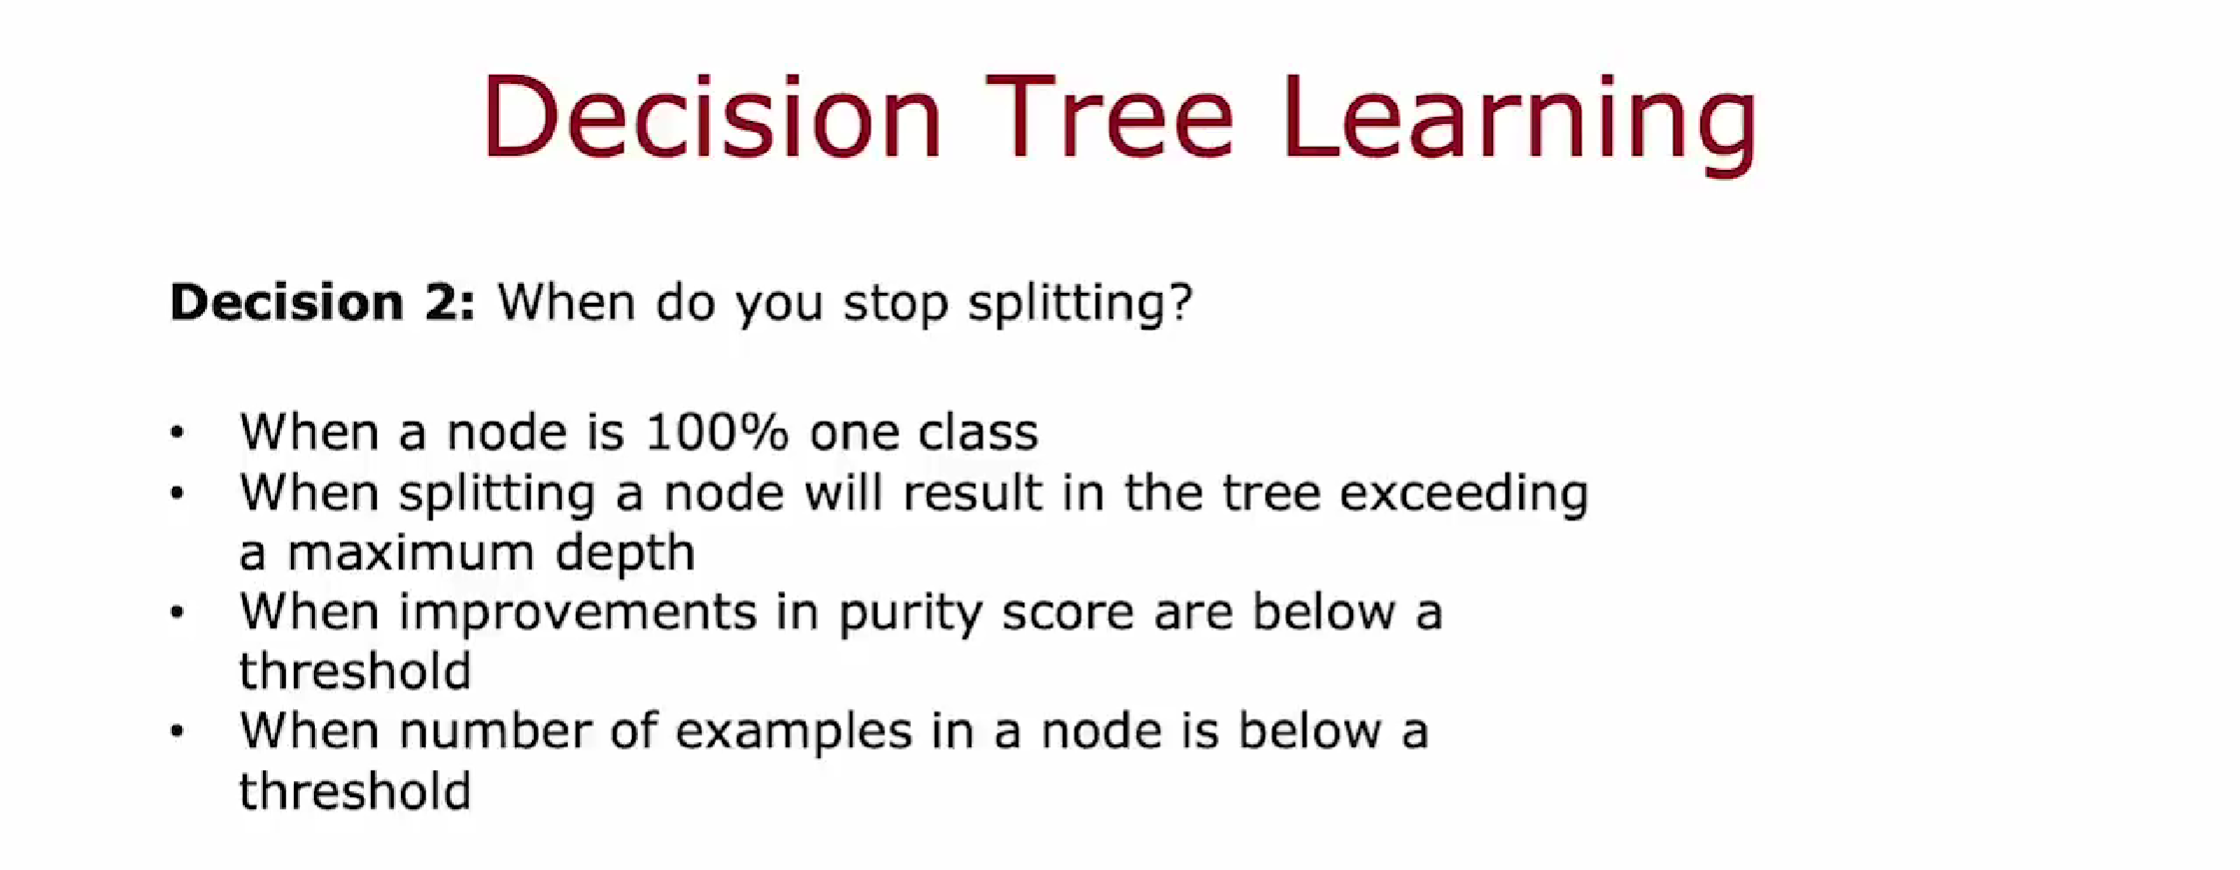 Decision Tree Learning
Decision 2: When do you stop splitting?
• When a node is 100% one class
• When splitting a node will result in the tree exceeding
a maximum depth
• When improvements in purity score are below a
threshold
• When number of examples in a node is below a
threshold